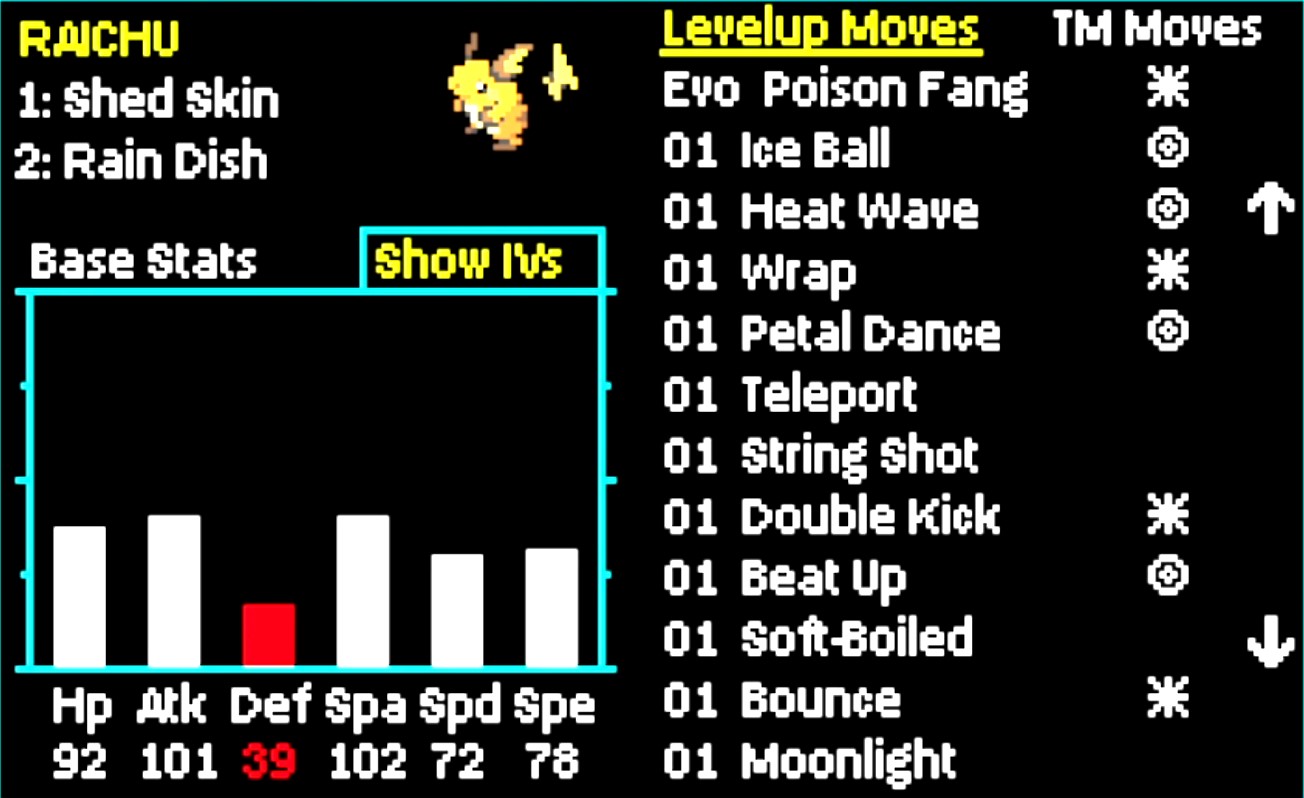 RAICHU
1: Shed Skin
2: Rain Dish
Base Stats
Show IVs
Hp Atk Def Spa Spd Spe
92 101 39 102 72 78
Levelup Moves TM Moves
Evo Poison Fang
01 Ice Ball
01 Heat Wave
01 Wrap
01 Petal Dance
01 Teleport
01 String Shot
01 Double Kick
01 Beat Up
01 Soft-Boiled
01 Bounce
01 Moonlight